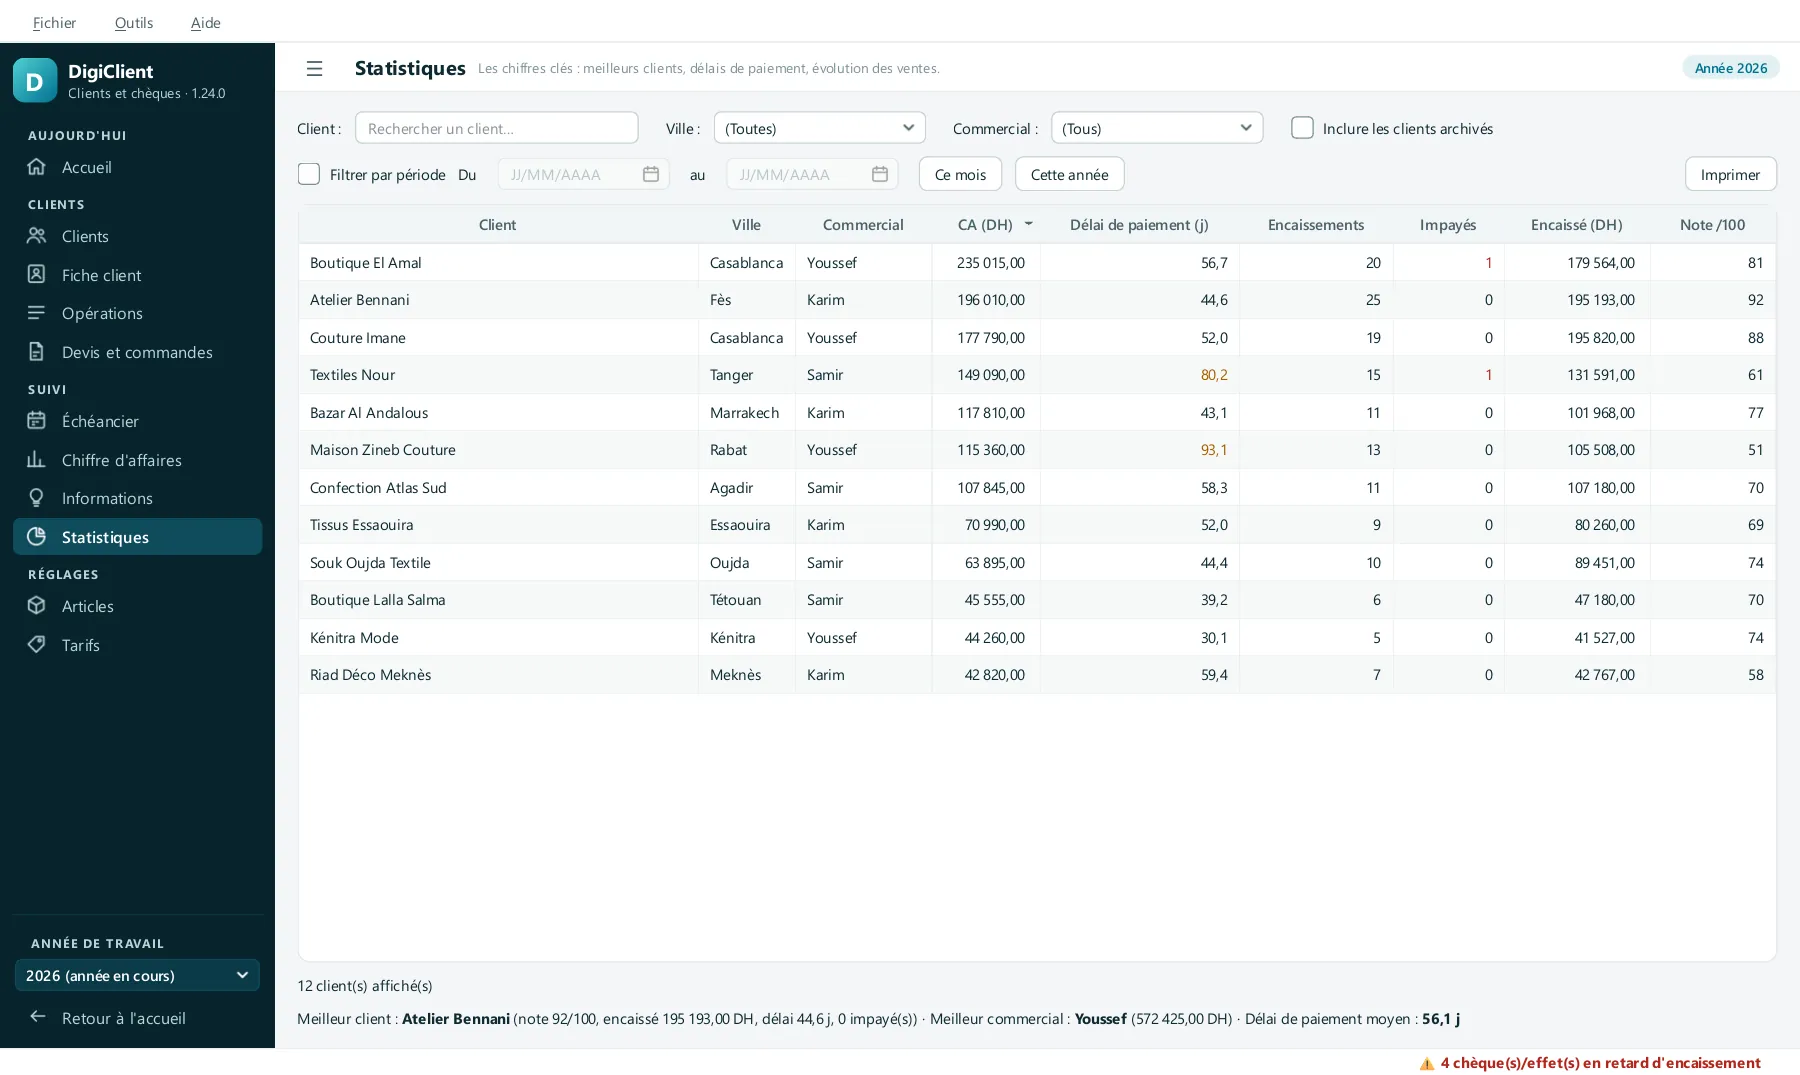 Fichier Outils Aide
D DigiClient
Clients et chèques · 1.24.0
AUJOURD'HUI
Accueil
CLIENTS
Clients
Fiche client
Opérations
Devis et commandes
SUIVI
Échéancier
Chiffre d'affaires
Informations
Statistiques
RÉGLAGES
Articles
Tarifs
ANNÉE DE TRAVAIL
2026 (année en cours)
Retour à l'accueil
Statistiques Les chiffres clés : meilleurs clients, délais de paiement, évolution des ventes. Année 2026
Client : Rechercher un client... Ville : (Toutes) Commercial : (Tous) Inclure les clients archivés
Filtrer par période Du JJ/MM/AAAA au JJ/MM/AAAA Ce mois Cette année Imprimer
Client Ville Commercial CA (DH) Délai de paiement (j) Encaissements Impayés Encaissé (DH) Note /100
Boutique El Amal Casablanca Youssef 235 015,00 56,7 20 1 179 564,00 81
Atelier Bennani Fès Karim 196 010,00 44,6 25 0 195 193,00 92
Couture Imane Casablanca Youssef 177 790,00 52,0 19 0 195 820,00 88
Textiles Nour Tanger Samir 149 090,00 80,2 15 1 131 591,00 61
Bazar Al Andalous Marrakech Karim 117 810,00 43,1 11 0 101 968,00 77
Maison Zineb Couture Rabat Youssef 115 360,00 93,1 13 0 105 508,00 51
Confection Atlas Sud Agadir Samir 107 845,00 58,3 11 0 107 180,00 70
Tissus Essaouira Essaouira Karim 70 990,00 52,0 9 0 80 260,00 69
Souk Oujda Textile Oujda Samir 63 895,00 44,4 10 0 89 451,00 74
Boutique Lalla Salma Tétouan Samir 45 555,00 39,2 6 0 47 180,00 70
Kénitra Mode Kénitra Youssef 44 260,00 30,1 5 0 41 527,00 74
Riad Déco Meknès Meknès Karim 42 820,00 59,4 7 0 42 767,00 58
12 client(s) affiché(s)
Meilleur client : Atelier Bennani (note 92/100, encaissé 195 193,00 DH, délai 44,6 j, 0 impayé(s)) · Meilleur commercial : Youssef (572 425,00 DH) · Délai de paiement moyen : 56,1 j
4 chèque(s)/effet(s) en retard d'encaissement